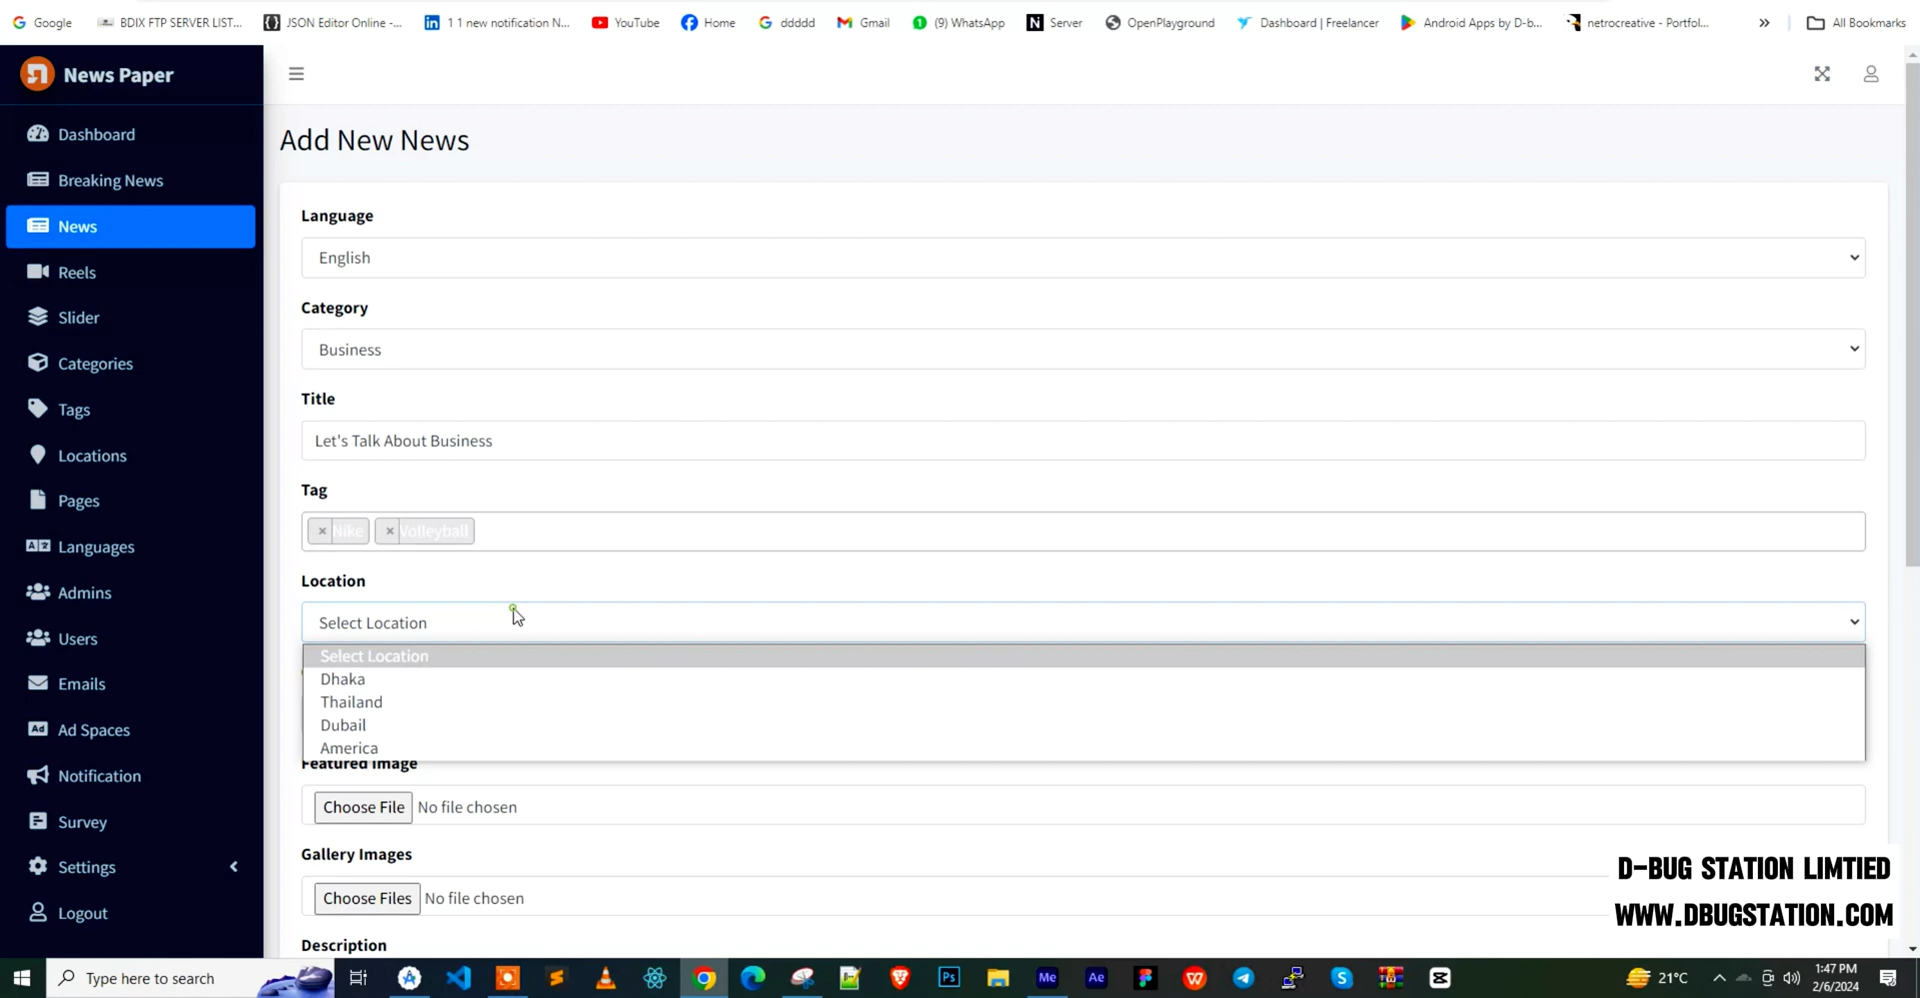 Google
BDIX FTP SERVER LIST...
JSON Editor Online -...
1 1 new notification N...
YouTube
Home
ddddd
Gmail
(9) WhatsApp
Server
OpenPlayground
Dashboard | Freelancer
Android Apps by D-b...
netrocreative - Portfol...
All Bookmarks
News Paper
Dashboard
Breaking News
News
Reels
Slider
Categories
Tags
Locations
Pages
Languages
Admins
Users
Emails
Ad Spaces
Notification
Survey
Settings
Logout
Add New News
Language
English
Category
Business
Title
Let's Talk About Business
Tag
× Nike × Volleyball
Location
Select Location
Select Location
Dhaka
Thailand
Dubail
America
Featured Image
Choose File No file chosen
Gallery Images
Choose Files No file chosen
Description
D-BUG STATION LIMTIED
WWW.DBUGSTATION.COM
Type here to search
21°C
1:47 PM
2/6/2024